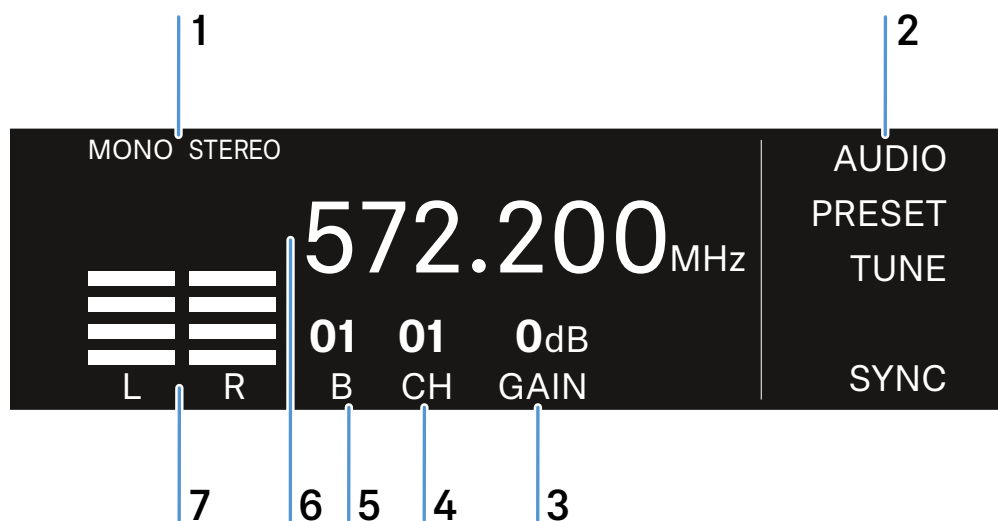 1 2
MONO STEREO
AUDIO
572.200MHz
PRESET
TUNE
01 01 0dB
L R B CH GAIN
SYNC
7 6 5 4 3